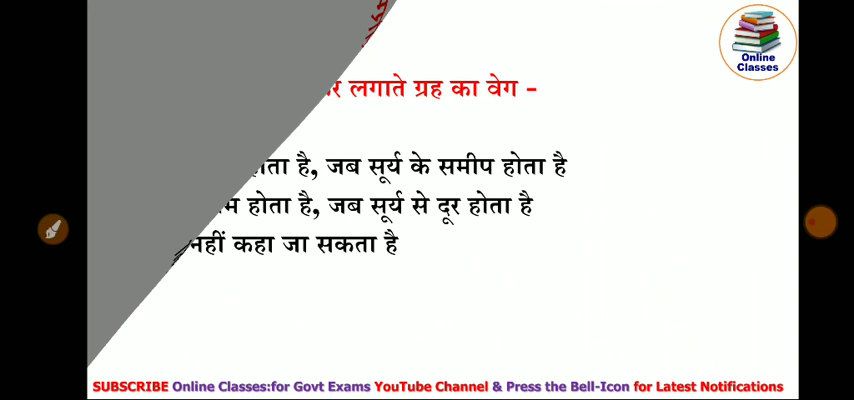 Online
Classes
लगाते ग्रह का वेग -
है, जब सूर्य के समीप होता है
होता है, जब सूर्य से दूर होता है
नहीं कहा जा सकता है
SUBSCRIBE Online Classes:for Govt Exams YouTube Channel & Press the Bell-Icon for Latest Notifications